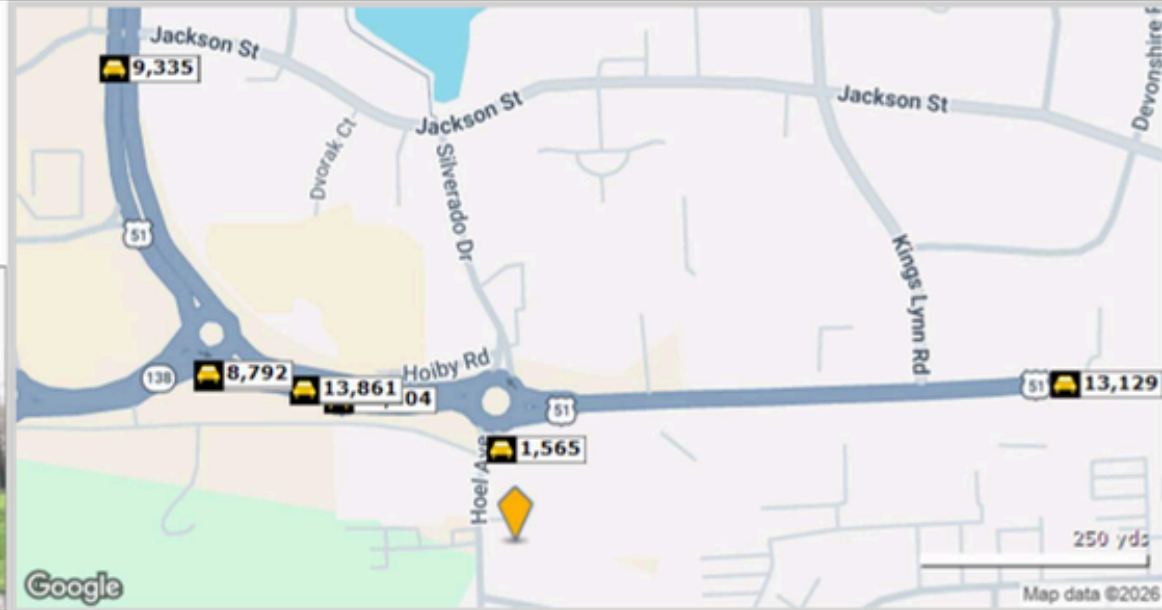 Jackson St
9,335
Jackson St
Jackson St
Devonshire
Dvorak Ct
Silverado Dr
51
Kings Lynn Rd
Hoiby Rd
138
8,792
13,861
04
51
51
13,129
1,565
Hoel Ave
250 yds
Google
Map data ©2026